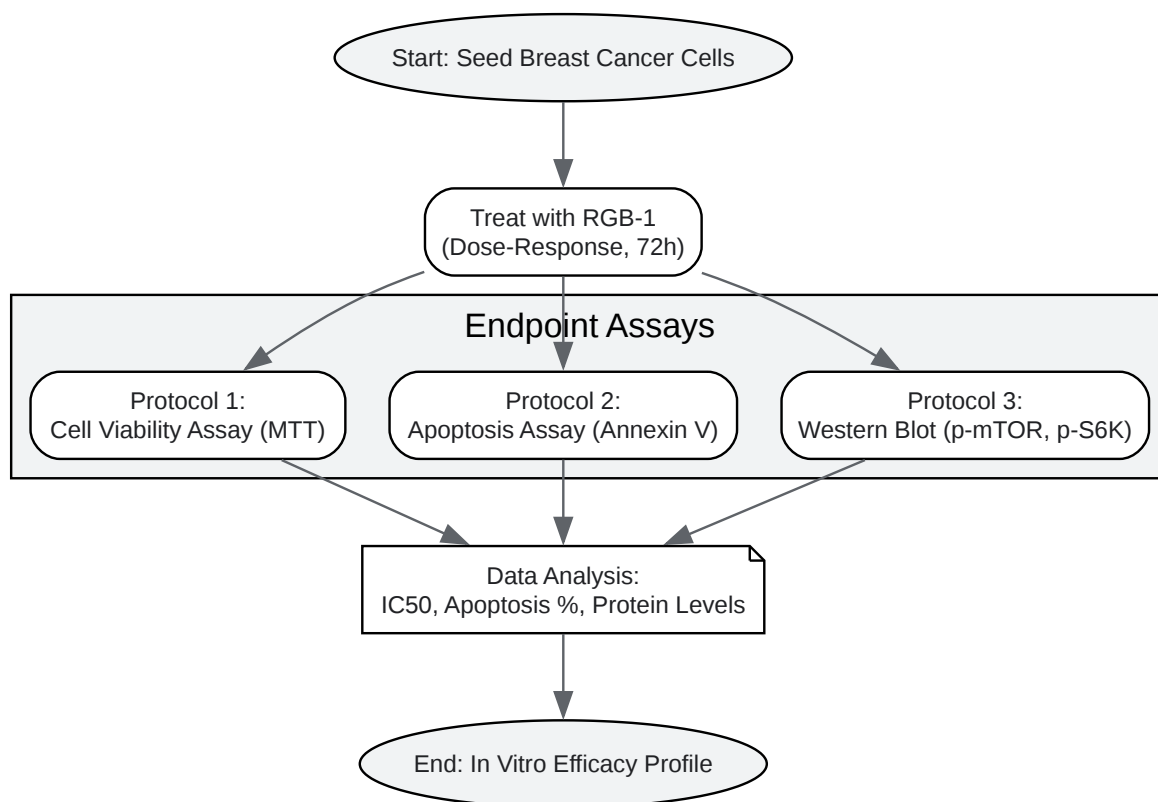 Start: Seed Breast Cancer Cells
Treat with RGB-1
(Dose-Response, 72h)
Endpoint Assays
Protocol 1:
Cell Viability Assay (MTT)
Protocol 2:
Apoptosis Assay (Annexin V)
Protocol 3:
Western Blot (p-mTOR, p-S6K)
Data Analysis:
IC50, Apoptosis %, Protein Levels
End: In Vitro Efficacy Profile